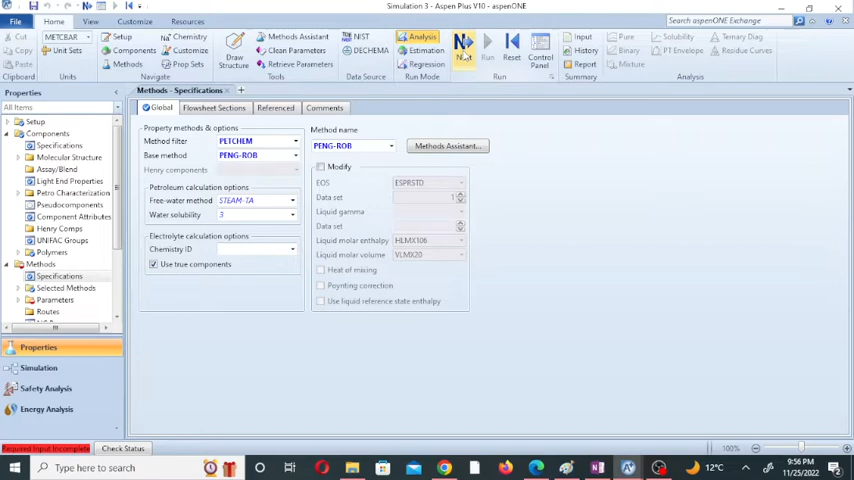 Simulation 3 - Aspen Plus V10 - aspenONE
File
Home
View
Customize
Resources
Search aspenONE Exchange
Cut
Copy
Paste
METCBAR
Unit Sets
Setup
Components
Methods
Chemistry
Customize
Draw
Structure
Methods Assistant
Clean Parameters
Retrieve Parameters
NIST
DECHEMA
Analysis
Estimation
Regression
Next
Run
Reset
Control
Panel
Input
History
Report
Pure
Binary
Mixture
Solubility
PT Envelope
Ternary Diag
Residue Curves
Units
Navigate
Tools
Data Source
Run Mode
Run
Summary
Analysis
Properties
All Items
Setup
Components
Specifications
Molecular Structure
Assay/Blend
Light End Properties
Petro Characterization
Pseudocomponents
Component Attributes
Henry Comps
UNIFAC Groups
Polymers
Methods
Specifications
Selected Methods
Parameters
Routes
Properties
Simulation
Safety Analysis
Energy Analysis
Methods - Specifications
Global
Flowsheet Sections
Referenced
Comments
Property methods & options
Method filter PETCHEM
Base method PENG-ROB
Henry components
Petroleum calculation options
Free-water method STEAM-TA
Water solubility 3
Electrolyte calculation options
Chemistry ID
Use true components
Method name
PENG-ROB
Methods Assistant...
Modify
EOS ESPRSTD
Data set 1
Liquid gamma
Data set
Liquid molar enthalpy HLMX106
Liquid molar volume VLMX20
Heat of mixing
Poynting correction
Use liquid reference state enthalpy
Required Input Incomplete
Check Status
100%
Type here to search
12°C
9:56 PM
11/25/2022